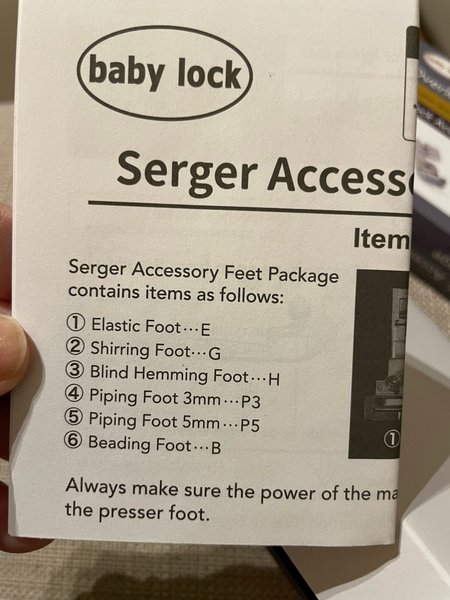 baby lock
Serger Access
Item
Serger Accessory Feet Package
contains items as follows:
① Elastic Foot···E
② Shirring Foot···G
③ Blind Hemming Foot···H
④ Piping Foot 3mm···P3
⑤ Piping Foot 5mm···P5
⑥ Beading Foot···B
①
Always make sure the power of the ma
the presser foot.